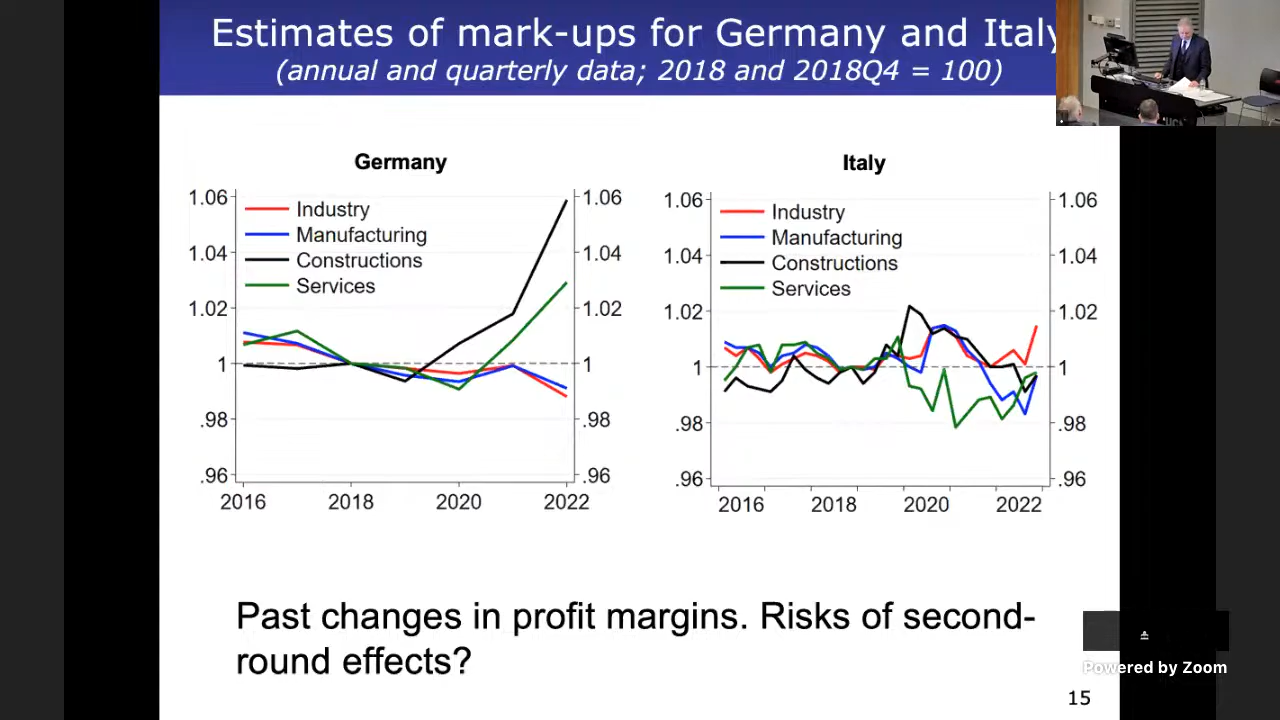 Estimates of mark-ups for Germany and Italy
(annual and quarterly data; 2018 and 2018Q4 = 100)
Germany
1.06
1.04
1.02
1
.98
.96
Industry
Manufacturing
Constructions
Services
1.06
1.04
1.02
1
.98
.96
2016 2018 2020 2022
Italy
1.06
1.04
1.02
1
.98
.96
Industry
Manufacturing
Constructions
Services
1.06
1.04
1.02
1
.98
.96
2016 2018 2020 2022
Past changes in profit margins. Risks of second-
round effects?
Powered by Zoom
15